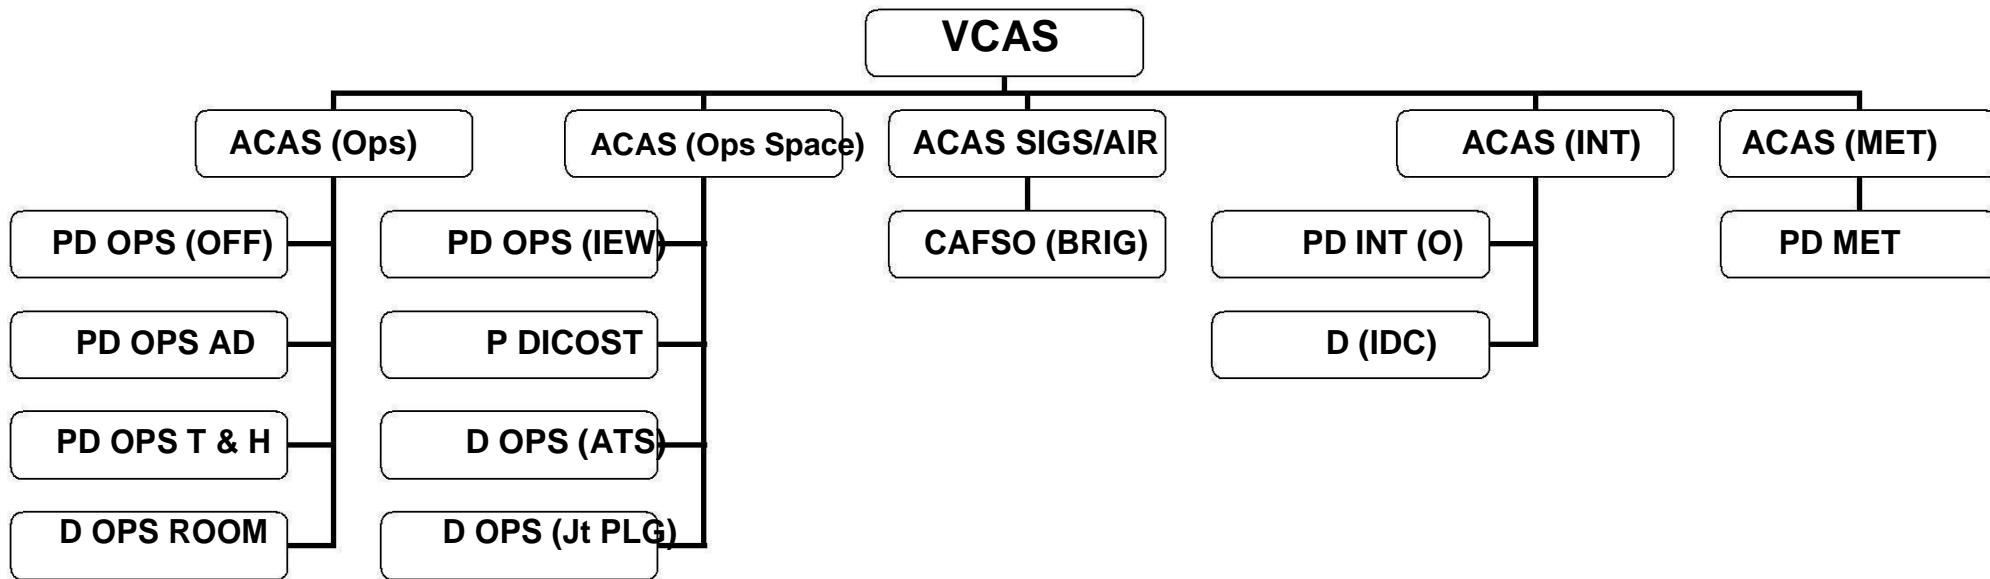 VCAS
ACAS (Ops)
ACAS (Ops Space)
ACAS SIGS/AIR
ACAS (INT)
ACAS (MET)
PD OPS (OFF)
PD OPS (IEW)
CAFSO (BRIG)
PD INT (O)
PD MET
PD OPS AD
P DICOST
D (IDC)
PD OPS T & H
D OPS (ATS)
D OPS ROOM
D OPS (Jt PLG)